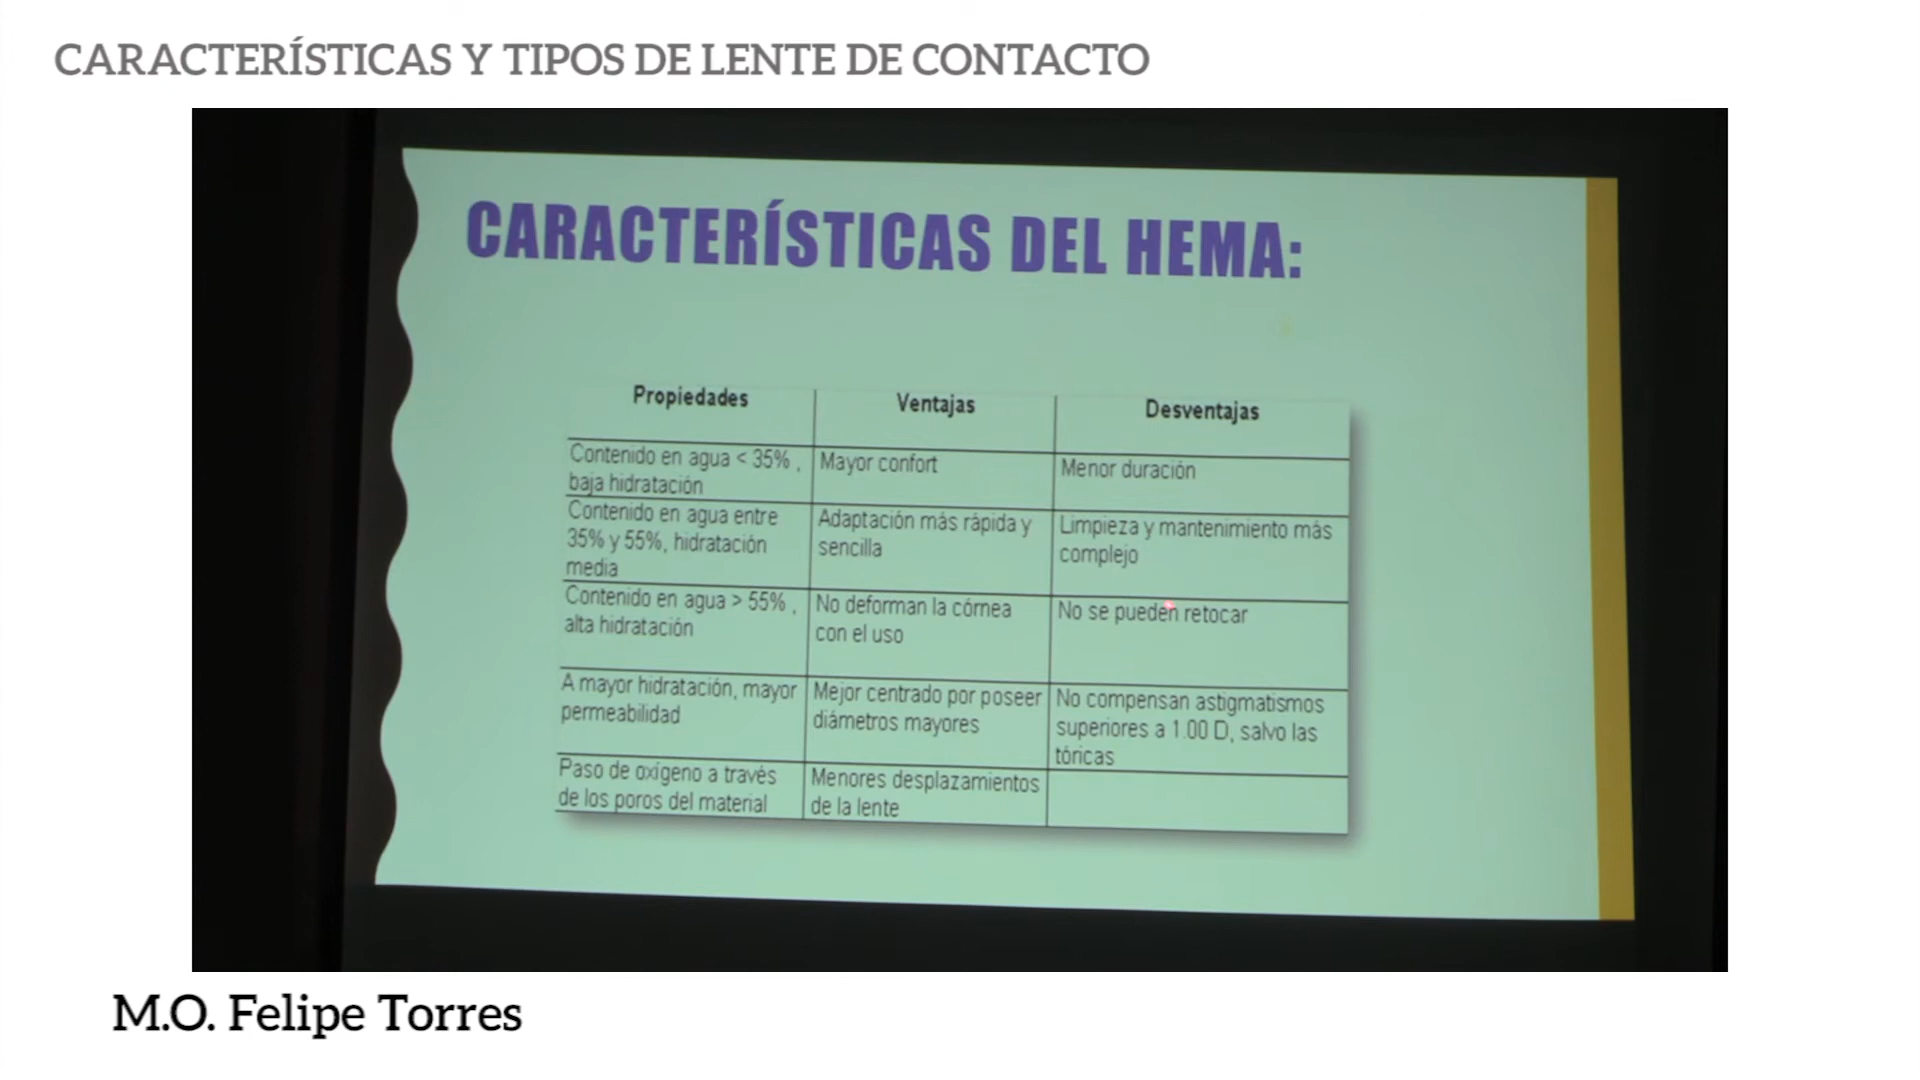 CARACTERÍSTICAS Y TIPOS DE LENTE DE CONTACTO
CARACTERÍSTICAS DEL HEMA:
Propiedades
Ventajas
Desventajas
Contenido en agua < 35% ,
baja hidratación
Mayor confort
Menor duración
Contenido en agua entre
35% y 55%, hidratación
media
Adaptación más rápida y
sencilla
Limpieza y mantenimiento más
complejo
Contenido en agua > 55% ,
alta hidratación
No deforman la córnea
con el uso
No se pueden retocar
A mayor hidratación, mayor
permeabilidad
Mejor centrado por poseer
diámetros mayores
No compensan astigmatismos
superiores a 1.00 D, salvo las
tóricas
Paso de oxígeno a través
de los poros del material
Menores desplazamientos
de la lente
M.O. Felipe Torres